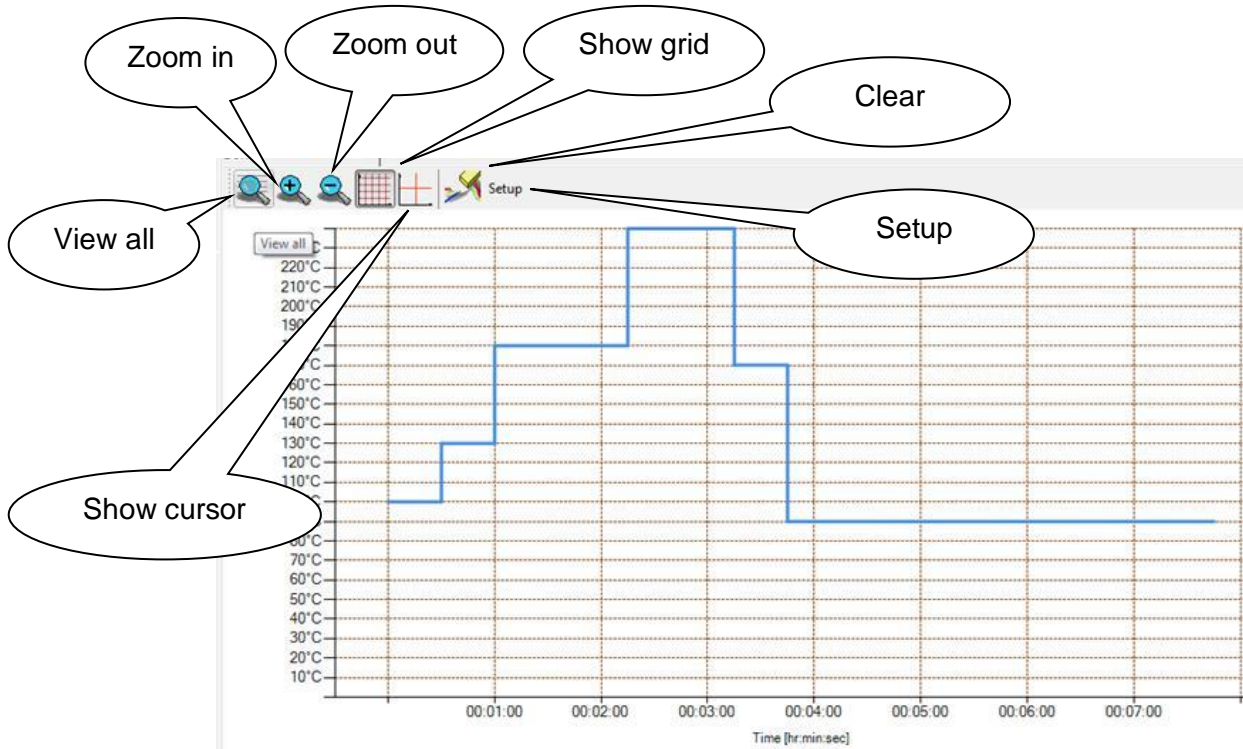 Zoom in
Zoom out
Show grid
Clear
Setup
View all
Setup
View all
220°C
210°C
200°C
150°C
140°C
130°C
120°C
110°C
Show cursor
70°C
60°C
50°C
40°C
30°C
20°C
10°C
00:01:00 00:02:00 00:03:00 00:04:00 00:05:00 00:06:00 00:07:00
Time [hr:min:sec]